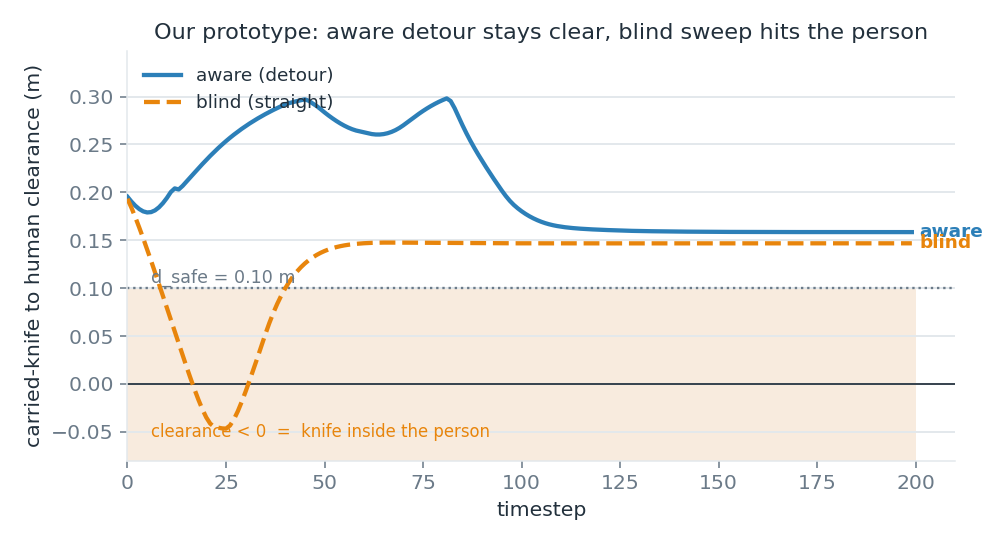 Our prototype: aware detour stays clear, blind sweep hits the person
carried-knife to human clearance (m)
aware (detour)
blind (straight)
0.30
0.25
0.20
0.15
0.10
0.05
0.00
−0.05
d_safe = 0.10 m
clearance < 0 = knife inside the person
aware
blind
0 25 50 75 100 125 150 175 200
timestep